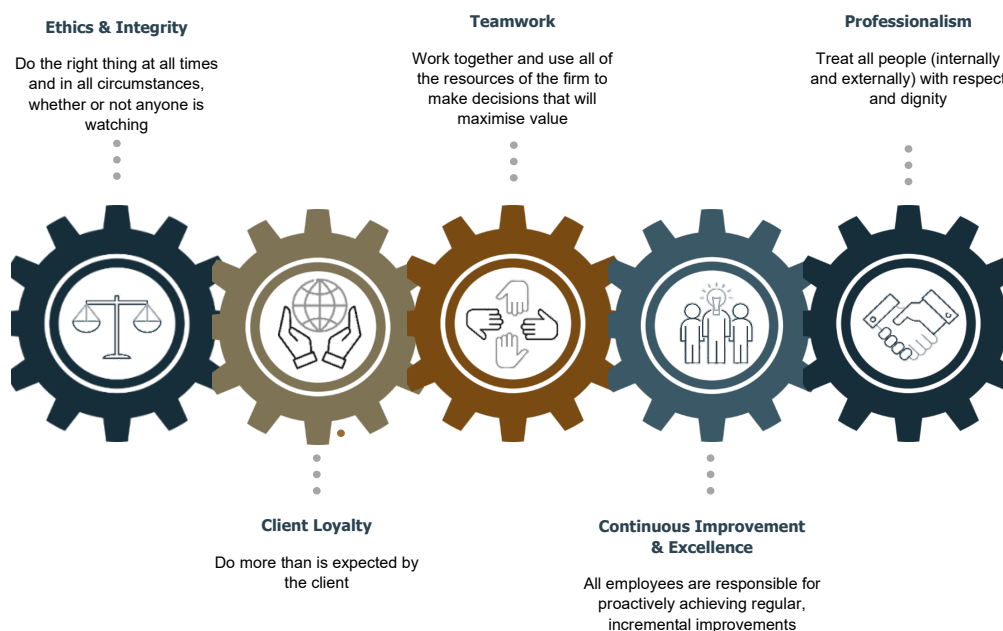 Ethics & Integrity
Do the right thing at all times
and in all circumstances,
whether or not anyone is
watching
Teamwork
Work together and use all of
the resources of the firm to
make decisions that will
maximise value
Professionalism
Treat all people (internally
and externally) with respect
and dignity
Client Loyalty
Do more than is expected by
the client
Continuous Improvement
& Excellence
All employees are responsible for
proactively achieving regular,
incremental improvements